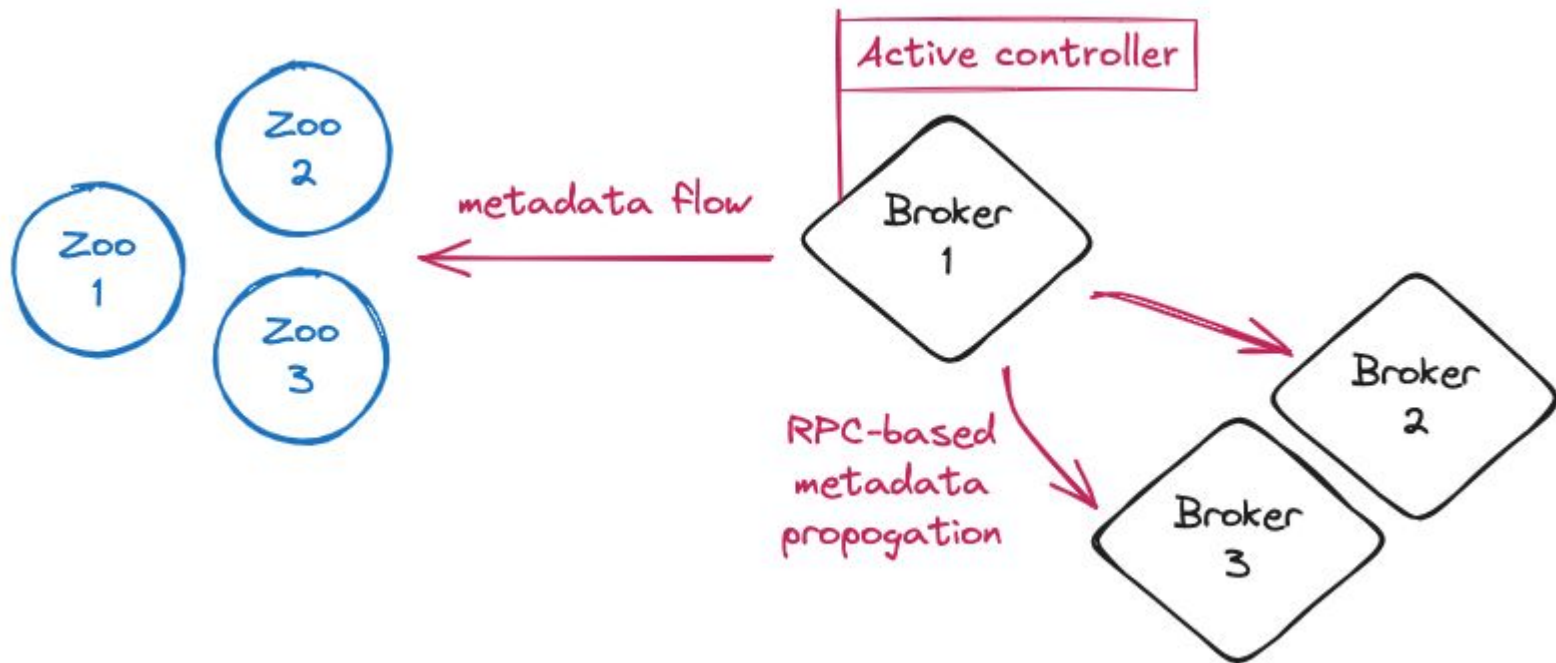 Active controller
Zoo
2
Zoo
1
Zoo
3
metadata flow
Broker
1
RPC-based
metadata
propogation
Broker
2
Broker
3